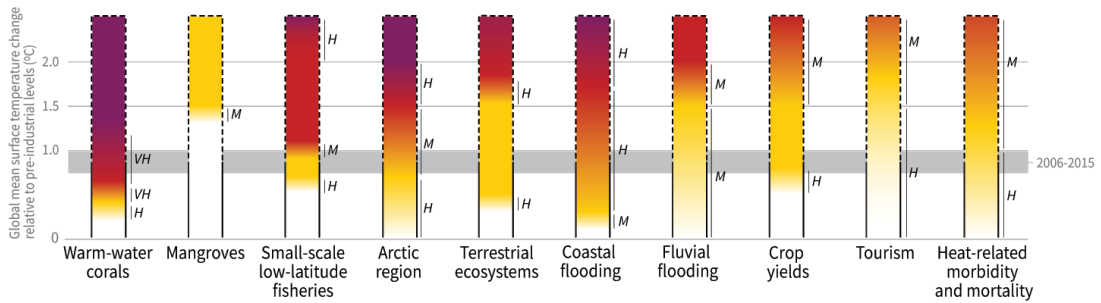 Global mean surface temperature change
relative to pre-industrial levels (⁰C)
2.0
1.5
1.0
0
2006-2015
VH
VH
H
M
H
M
H
H
M
H
H
H
H
H
M
M
M
M
H
M
H
M
H
Warm-water
corals
Mangroves
Small-scale
low-latitude
fisheries
Arctic
region
Terrestrial
ecosystems
Coastal
flooding
Fluvial
flooding
Crop
yields
Tourism
Heat-related
morbidity
and mortality